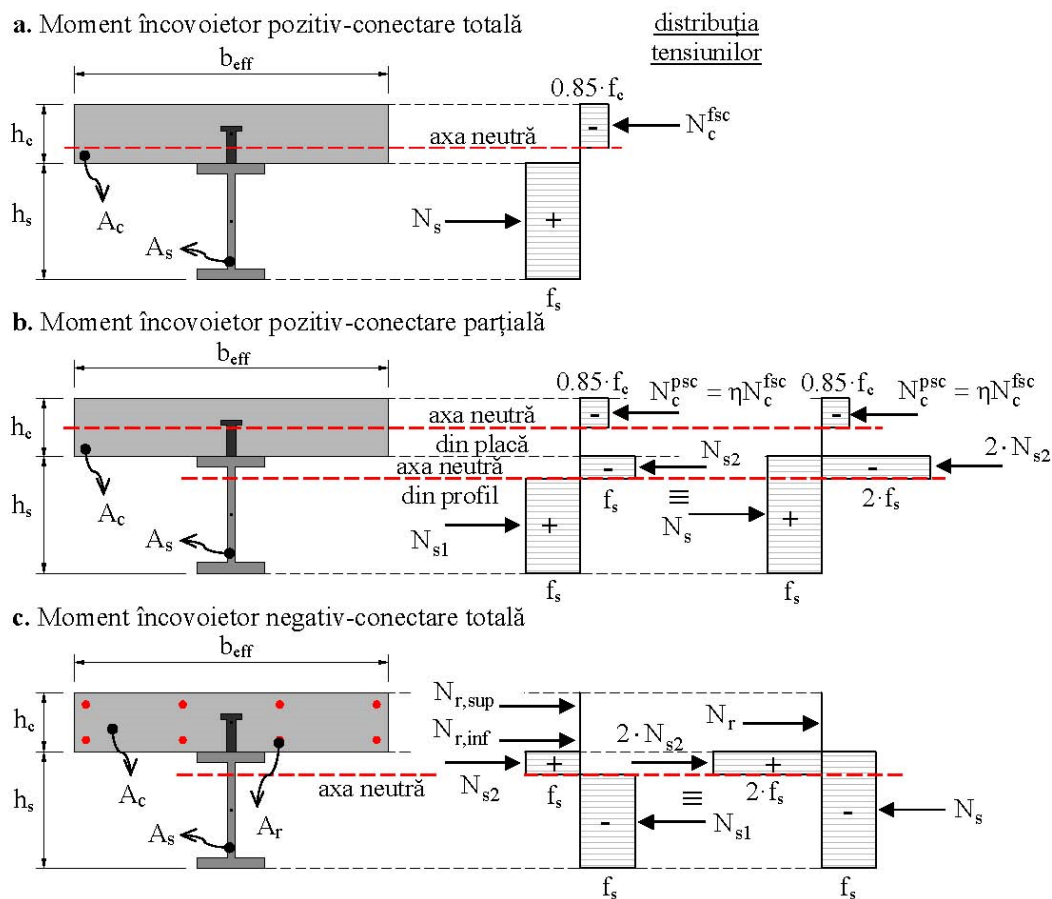 a. Moment încovoietor pozitiv-conectare totală
distribuția
tensiunilor
b_eff
0.85·f_c
h_c
axa neutră
-
N_c^fsc
h_s
A_c
A_s
N_s
+
f_s
b. Moment încovoietor pozitiv-conectare parțială
b_eff
0.85·f_c
N_c^psc = ηN_c^fsc
0.85·f_c
N_c^psc = ηN_c^fsc
h_c
axa neutră
-
-
din placă
N_s2
2·N_s2
axa neutră
-
-
h_s
din profil
f_s
≡
2·f_s
A_c
A_s
N_s1
+
N_s
+
f_s
f_s
c. Moment încovoietor negativ-conectare totală
b_eff
h_c
N_r,sup
N_r,inf
2·N_s2
N_r
+
+
h_s
A_c
axa neutră
N_s2
f_s
≡
2·f_s
A_s
A_r
-
N_s1
-
N_s
f_s
f_s